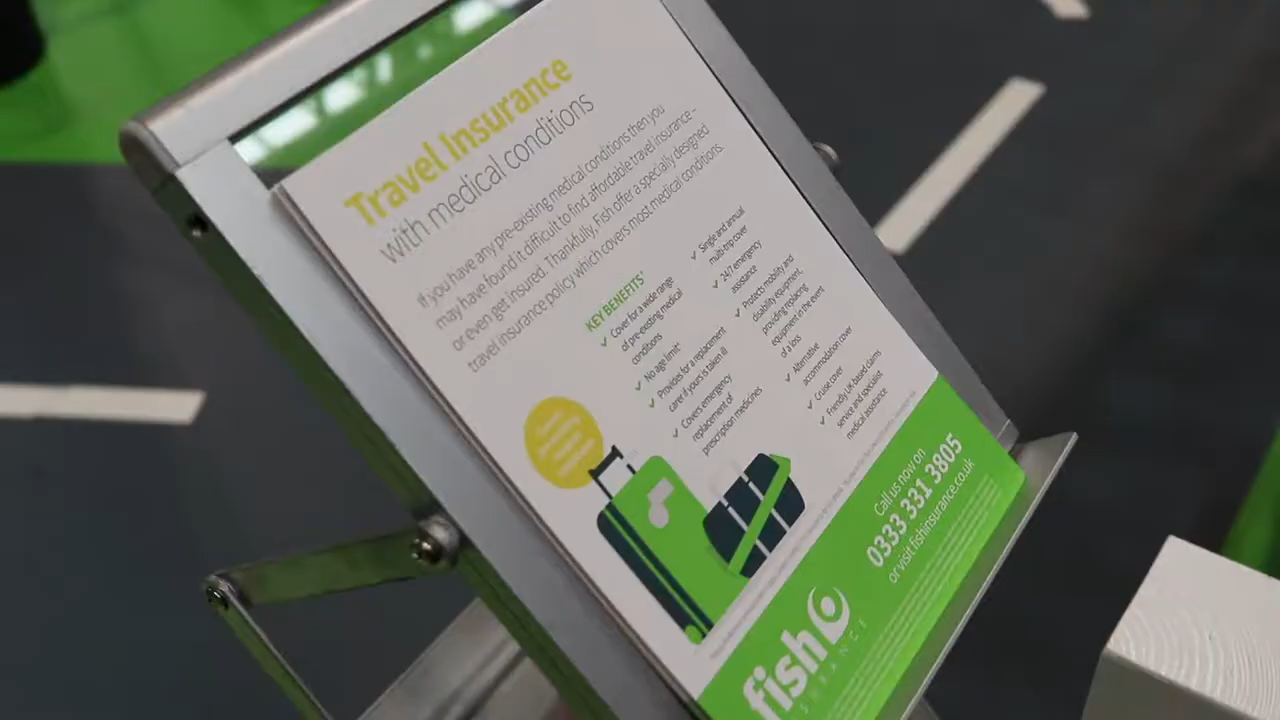 Travel Insurance
with medical conditions
If you have any pre-existing medical conditions then you
may have found it difficult to find affordable travel insurance –
or even get insured. Thankfully, Fish offer a specially designed
travel insurance policy which covers most medical conditions.
KEY BENEFITS*
✓ Cover for a wide range
of pre-existing medical
conditions
✓ No age limit*
✓ Provides for a replacement
carer if yours is taken ill
✓ Covers emergency
replacement of
prescription medicines
✓ Single and annual
multi-trip cover
✓ 24/7 emergency
assistance
✓ Protects mobility and
disability equipment,
providing replacing
equipment in the event
of a loss
✓ Alternative
accommodation cover
✓ Cruise cover
✓ Friendly UK-based claims
service and specialist
medical assistance
Call us now on
0333 331 3805
or visit fishinsurance.co.uk
fish
INSURANCE